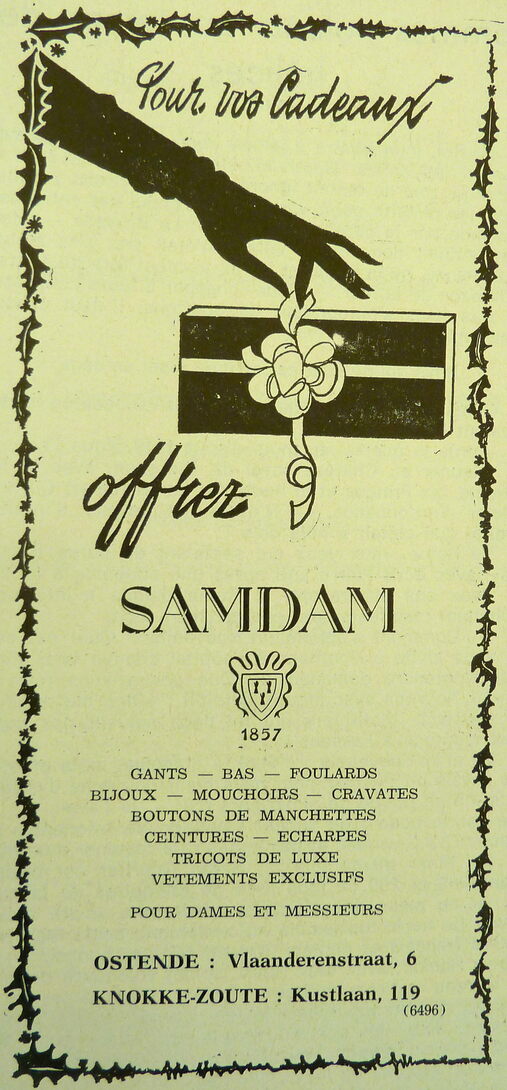 Pour vos Cadeaux
offrez
SAMDAM
1857
GANTS — BAS — FOULARDS
BIJOUX — MOUCHOIRS — CRAVATES
BOUTONS DE MANCHETTES
CEINTURES — ECHARPES
TRICOTS DE LUXE
VETEMENTS EXCLUSIFS
POUR DAMES ET MESSIEURS
OSTENDE : Vlaanderenstraat, 6
KNOKKE-ZOUTE : Kustlaan, 119
(6496)